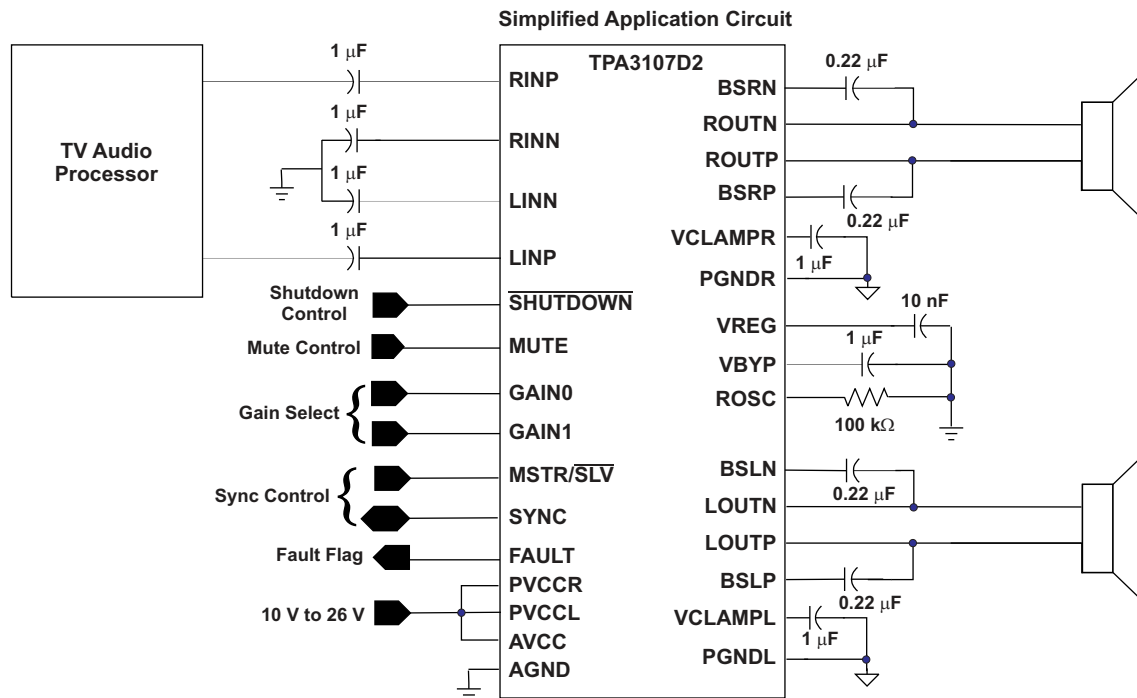 Simplified Application Circuit
TV Audio
Processor
1 μF
1 μF
1 μF
1 μF
Shutdown
Control
Mute Control
Gain Select
Sync Control
Fault Flag
10 V to 26 V
TPA3107D2
RINP
RINN
LINN
LINP
SHUTDOWN
MUTE
GAIN0
GAIN1
MSTR/SLV
SYNC
FAULT
PVCCR
PVCCL
AVCC
AGND
BSRN
ROUTN
ROUTP
BSRP
VCLAMPR
PGNDR
VREG
VBYP
ROSC
BSLN
LOUTN
LOUTP
BSLP
VCLAMPL
PGNDL
0.22 μF
0.22 μF
1 μF
10 nF
1 μF
100 kΩ
0.22 μF
0.22 μF
1 μF